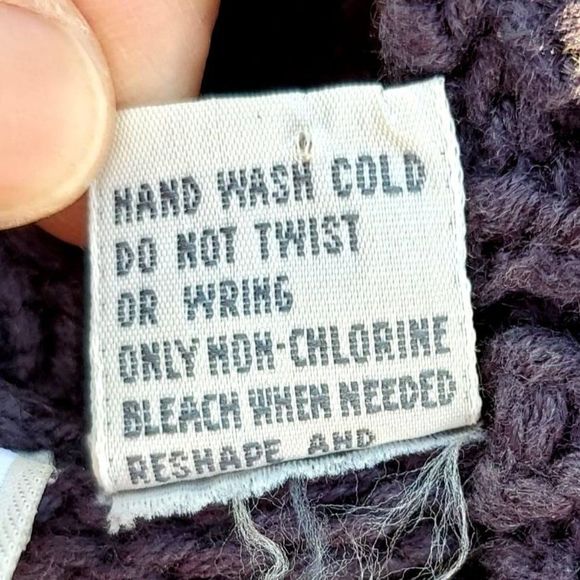 HAND WASH COLD
DO NOT TWIST
OR WRING
ONLY NON-CHLORINE
BLEACH WHEN NEEDED
RESHAPE AND